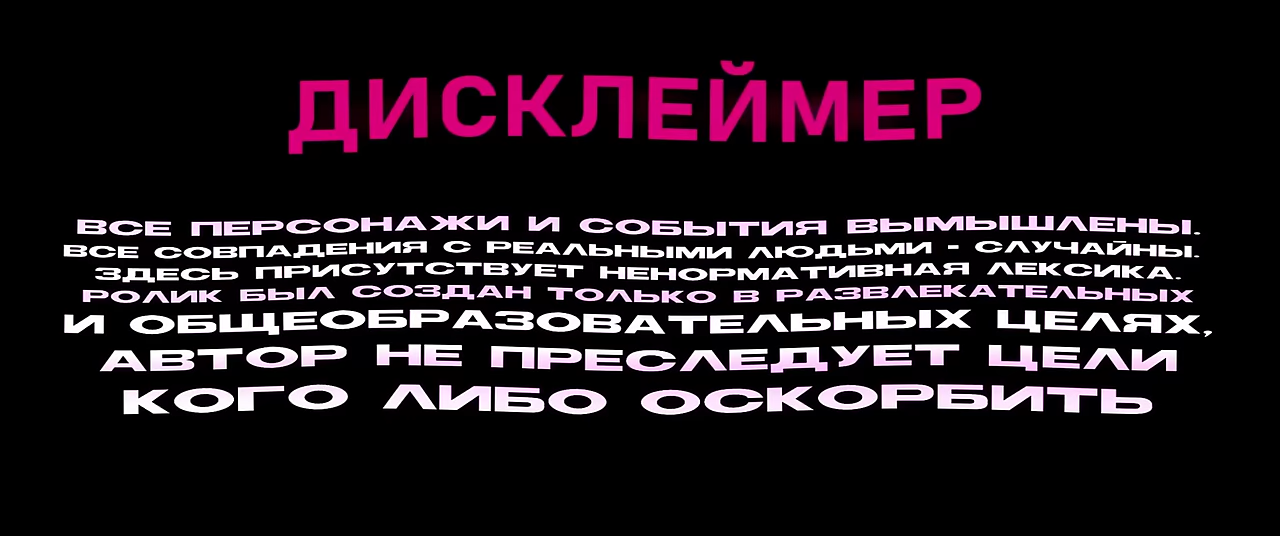 ДИСКЛЕЙМЕР
ВСЕ ПЕРСОНАЖИ И СОБЫТИЯ ВЫМЫШЛЕНЫ.
ВСЕ СОВПАДЕНИЯ С РЕАЛЬНЫМИ ЛЮДЬМИ - СЛУЧАЙНЫ.
ЗДЕСЬ ПРИСУТСТВУЕТ НЕНОРМАТИВНАЯ ЛЕКСИКА.
РОЛИК БЫЛ СОЗДАН ТОЛЬКО В РАЗВЛЕКАТЕЛЬНЫХ
И ОБЩЕОБРАЗОВАТЕЛЬНЫХ ЦЕЛЯХ,
АВТОР НЕ ПРЕСЛЕДУЕТ ЦЕЛИ
КОГО ЛИБО ОСКОРБИТЬ